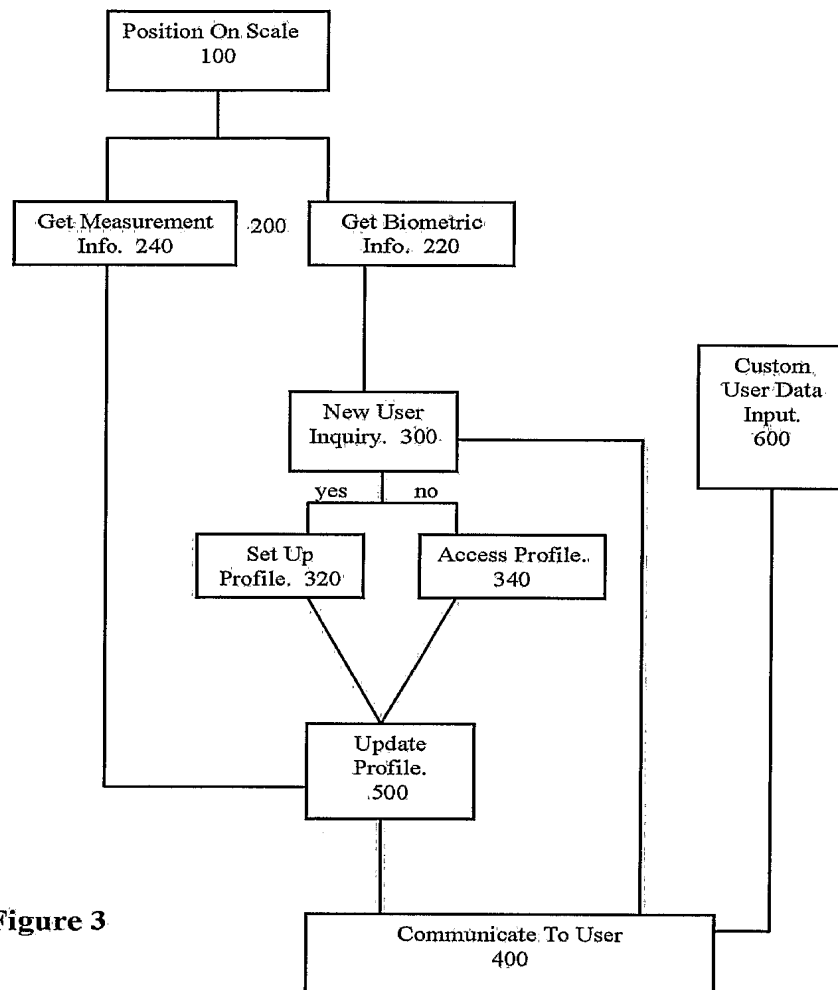 Position On Scale
100
Get Measurement
Info. 240
200
Get Biometric
Info. 220
Custom
User Data
Input.
600
New User
Inquiry. 300
yes
no
Set Up
Profile. 320
Access Profile.
340
Update
Profile.
500
Figure 3
Communicate To User
400